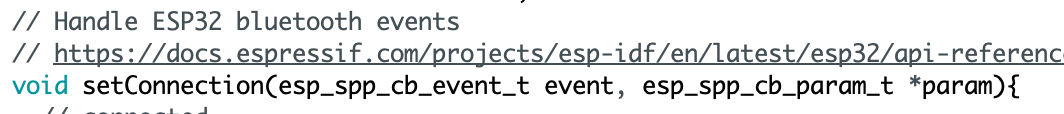 // Handle ESP32 bluetooth events
// https://docs.espressif.com/projects/esp-idf/en/latest/esp32/api-referenc
void setConnection(esp_spp_cb_event_t event, esp_spp_cb_param_t *param){
// connected